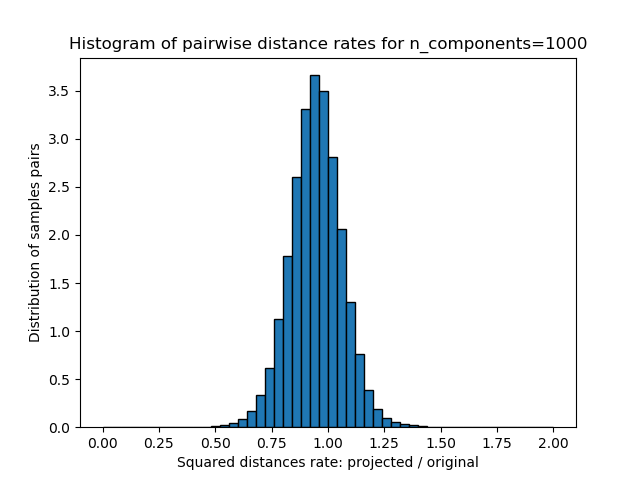 Histogram of pairwise distance rates for n_components=1000
Distribution of samples pairs
3.5
3.0
2.5
2.0
1.5
1.0
0.5
0.0
0.00 0.25 0.50 0.75 1.00 1.25 1.50 1.75 2.00
Squared distances rate: projected / original